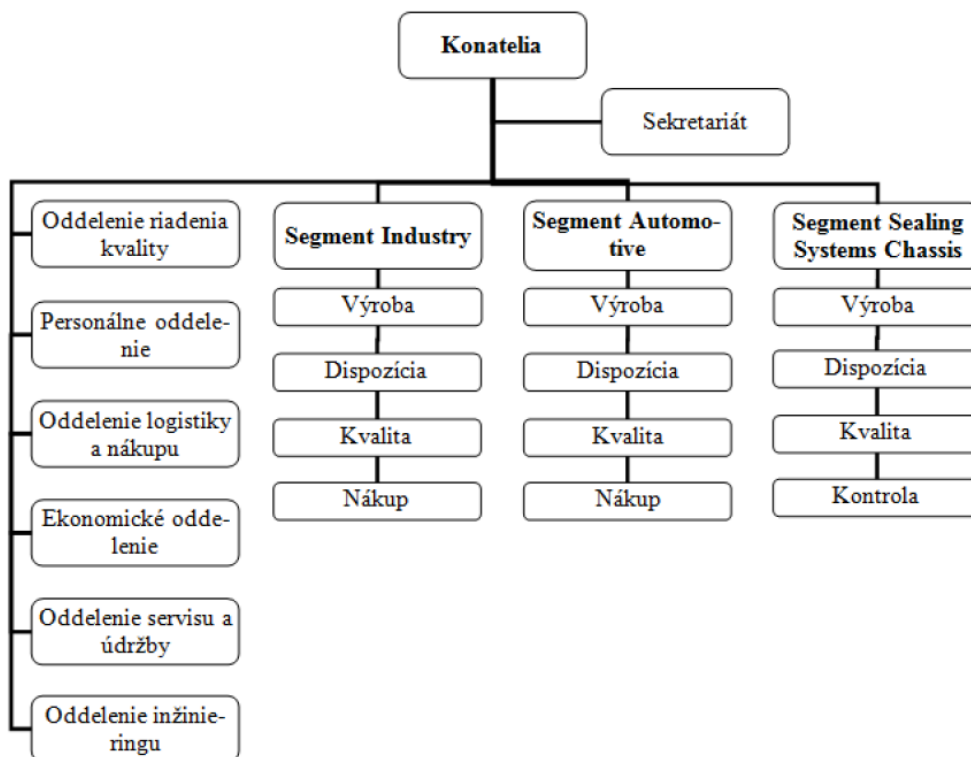 Konatelia
Sekretariát
Oddelenie riadenia
kvality
Personálne oddele-
nie
Oddelenie logistiky
a nákupu
Ekonomické odde-
lenie
Oddelenie servisu a
údržby
Oddelenie inžinie-
ringu
Segment Industry
Výroba
Dispozícia
Kvalita
Nákup
Segment Automo-
tive
Výroba
Dispozícia
Kvalita
Nákup
Segment Sealing
Systems Chassis
Výroba
Dispozícia
Kvalita
Kontrola